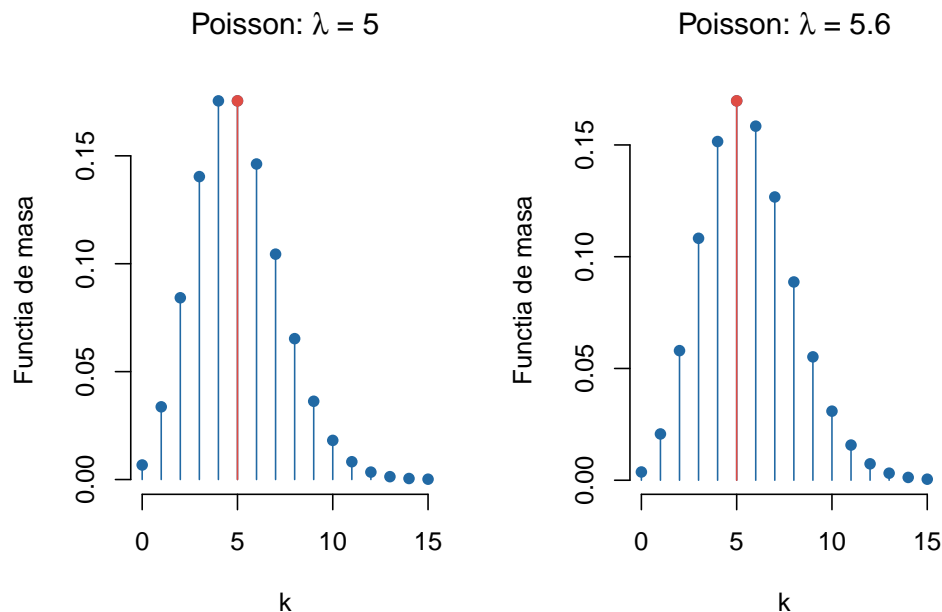 Poisson: λ = 5
Functia de masa
0.15
0.10
0.05
0.00
0 5 10 15
k
Poisson: λ = 5.6
Functia de masa
0.15
0.10
0.05
0.00
0 5 10 15
k